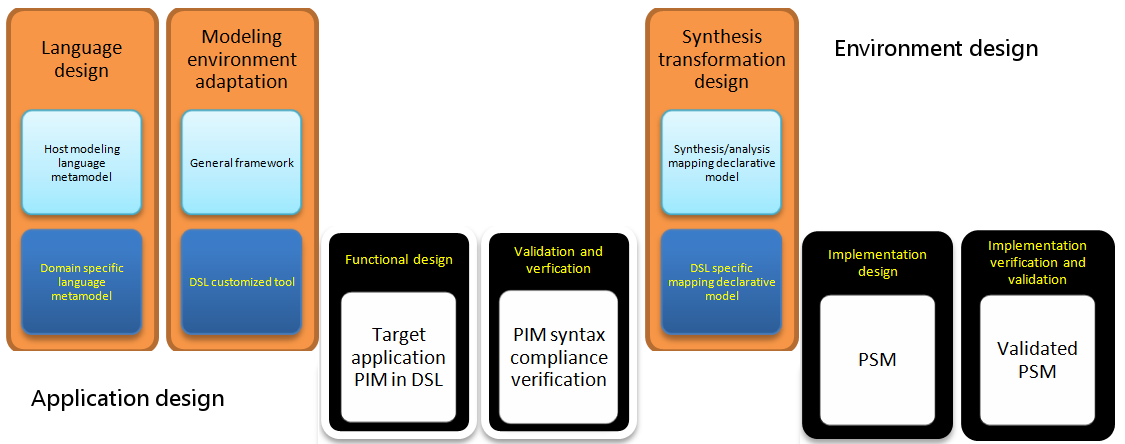 Language
design
Host modeling
language
metamodel
Domain specific
language
metamodel
Modeling
environment
adaptation
General framework
DSL customized tool
Functional design
Target
application
PIM in DSL
Validation and
verfication
PIM syntax
compliance
verification
Synthesis
transformation
design
Synthesis/analysis
mapping declarative
model
DSL specific
mapping declarative
model
Environment design
Implementation
design
PSM
Implementation
verification and
validation
Validated
PSM
Application design